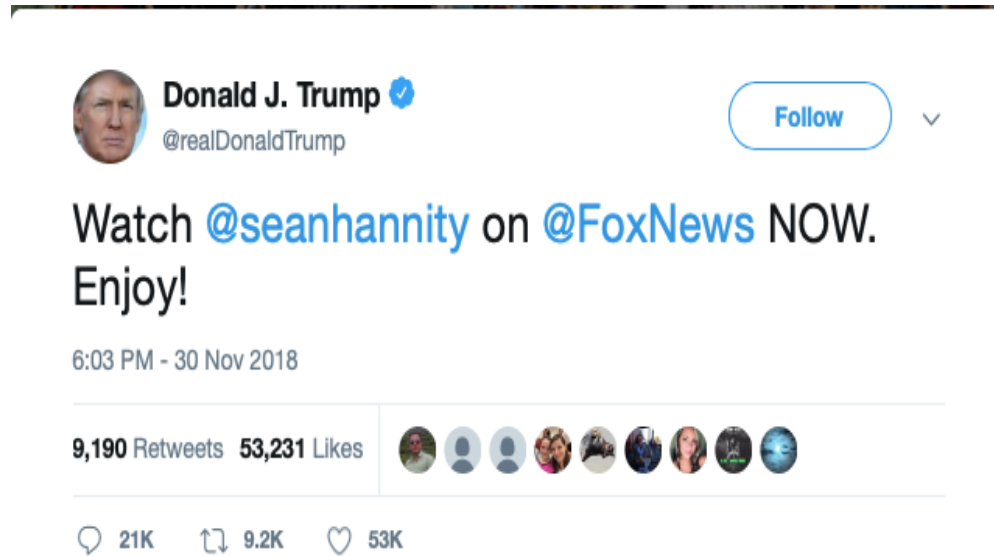 Donald J. Trump
@realDonaldTrump
Follow
Watch @seanhannity on @FoxNews NOW.
Enjoy!
6:03 PM - 30 Nov 2018
9,190 Retweets 53,231 Likes
21K 9.2K 53K